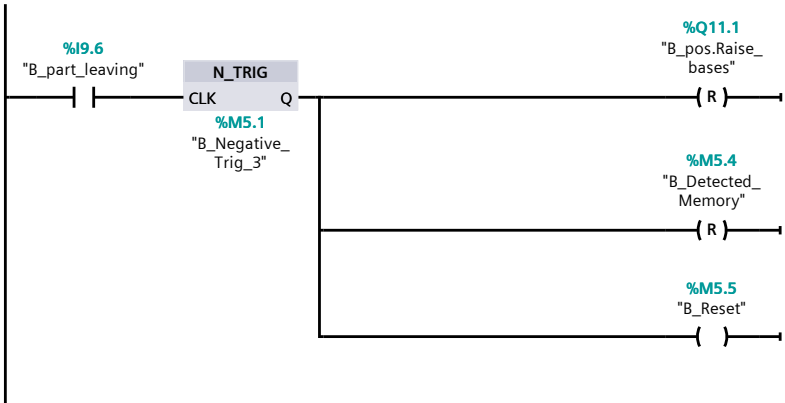 %Q11.1
"B_pos.Raise_
bases"
%I9.6
"B_part_leaving"
N_TRIG
CLK Q
( R )
%M5.1
"B_Negative_
Trig_3"
%M5.4
"B_Detected_
Memory"
( R )
%M5.5
"B_Reset"
( )